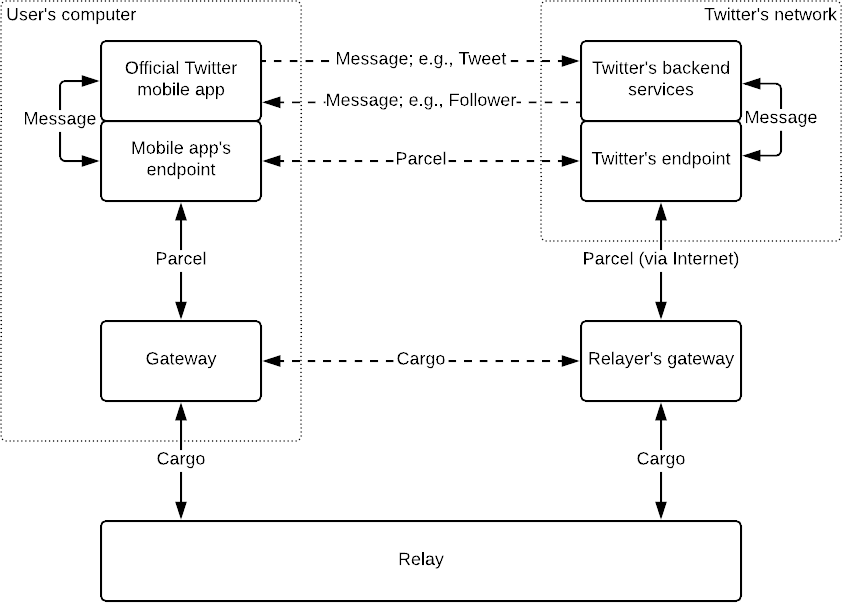 User's computer
Twitter's network
Official Twitter
mobile app
Message; e.g., Tweet
Twitter's backend
services
Message; e.g., Follower
Message
Message
Mobile app's
endpoint
Parcel
Twitter's endpoint
Parcel
Parcel (via Internet)
Gateway
Cargo
Relayer's gateway
Cargo
Cargo
Relay